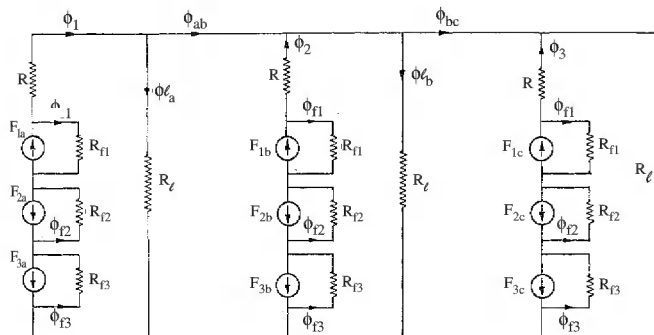 ϕ1 ϕab ϕbc
ϕ2 ϕ3
R ϕℓa R ϕℓb R
ϕf1 ϕf1
F1a Rf1 F1b Rf1 F1c Rf1
Rℓ Rℓ Rℓ
F2a Rf2 F2b Rf2 F2c Rf2
ϕf2 ϕf2 ϕf2
F3a Rf3 F3b Rf3 F3c Rf3
ϕf3 ϕf3 ϕf3